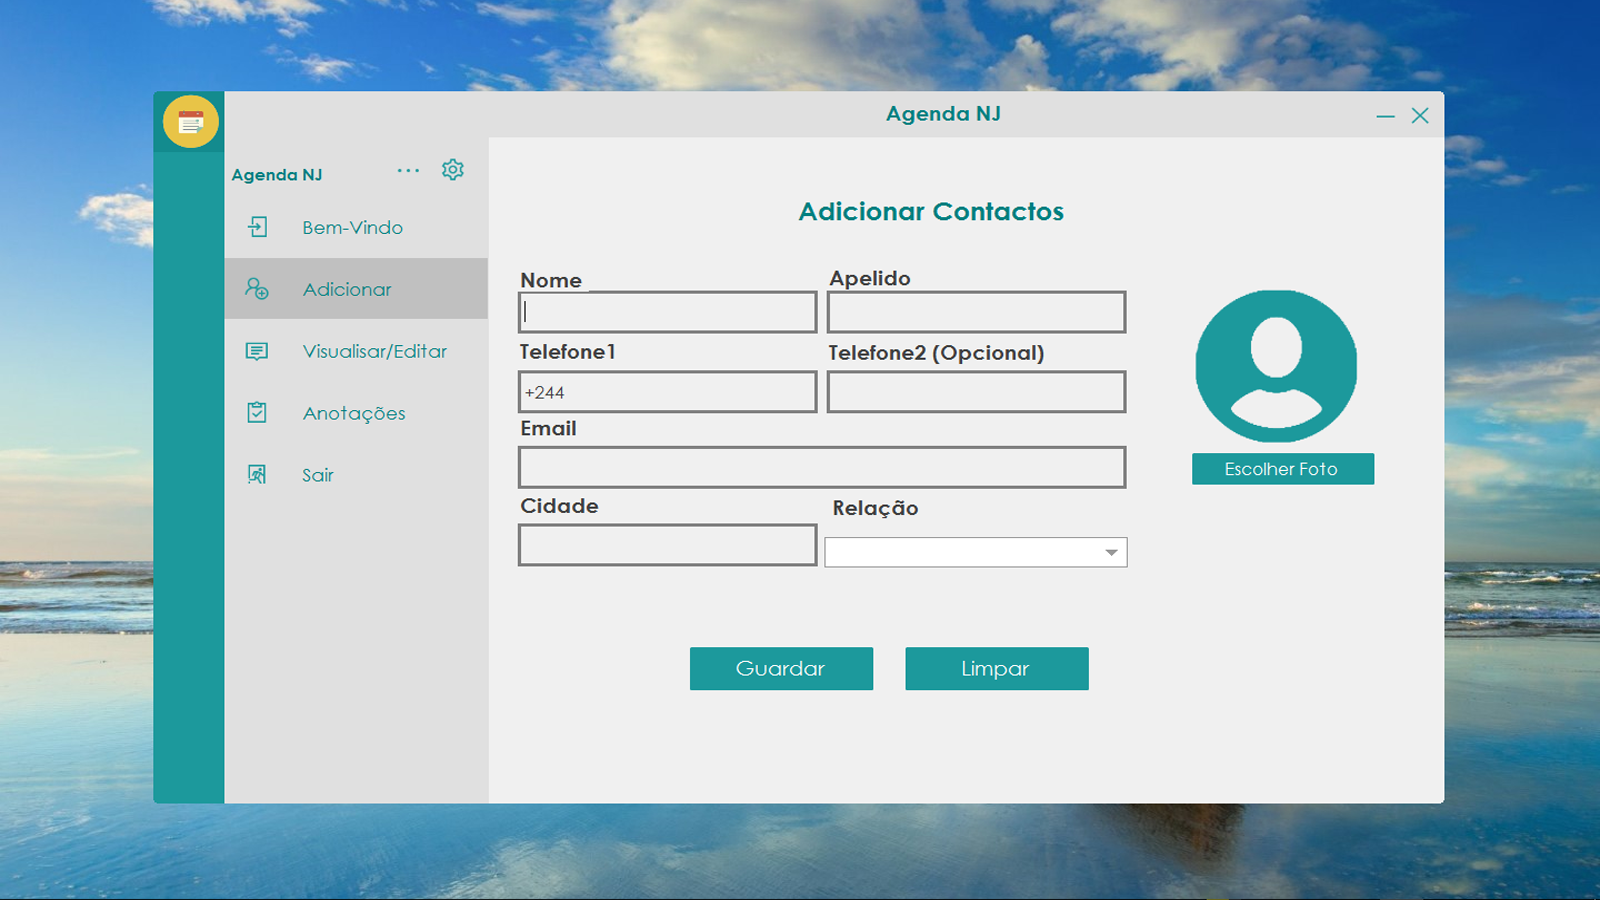 Agenda NJ
Agenda NJ
Bem-Vindo
Adicionar
Visualisar/Editar
Anotações
Sair
Adicionar Contactos
Nome
Apelido
Telefone1
Telefone2 (Opcional)
+244
Email
Cidade
Relação
Escolher Foto
Guardar
Limpar